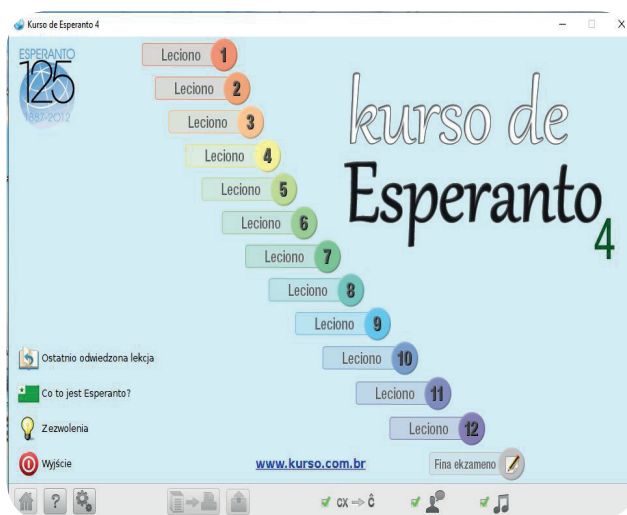 Kurso de Esperanto 4
ESPERANTO
125
1887-2012
Leciono 1
Leciono 2
Leciono 3
Leciono 4
Leciono 5
Leciono 6
Leciono 7
Leciono 8
Leciono 9
Leciono 10
Leciono 11
Leciono 12
Fina ekzameno
kurso de
Esperanto
4
Ostatnio odwiedzona lekcja
Co to jest Esperanto?
Zezwolenia
Wyjście
www.kurso.com.br
cx ⇒ ĉ